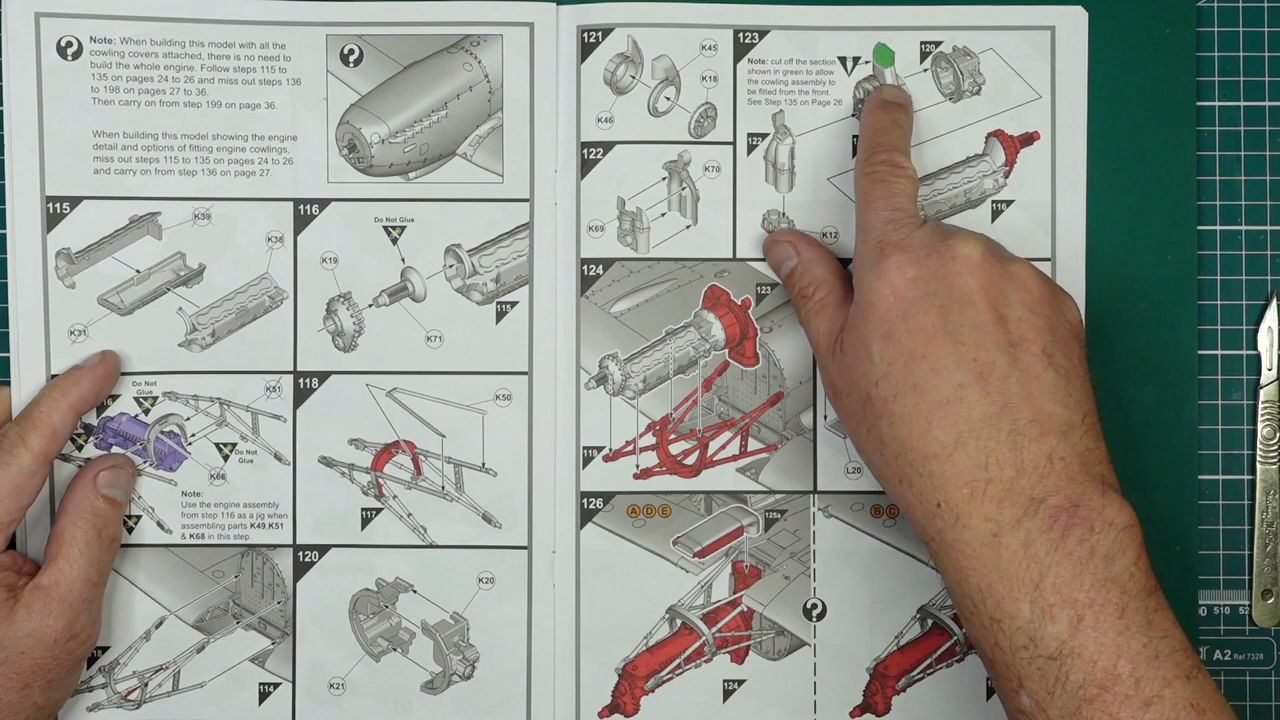 ?
Note: When building this model with all the
cowling covers attached, there is no need to
build the whole engine. Follow steps 115 to
135 on pages 24 to 26 and miss out steps 136
to 198 on pages 27 to 36.
Then carry on from step 199 on page 36.
When building this model showing the engine
detail and options of fitting engine cowlings,
miss out steps 115 to 135 on pages 24 to 26
and carry on from step 136 on page 27.
?
115
K39
K38
K31
116
Do Not Glue
K19
K71
115
Do Not
Glue
K51
Do Not
Glue
K68
Note:
Use the engine assembly
from step 116 as a jig when
assembling parts K49,K51
& K68 in this step.
118
K50
117
114
120
K20
K21
121
K45
K18
K46
122
K70
K69
123
Note: cut off the section
shown in green to allow
the cowling assembly to
be fitted from the front.
See Step 135 on Page 26
120
122
K12
116
124
123
119
L20
126
A D E
125a
124
?
B C
510
A2 Ref 7326